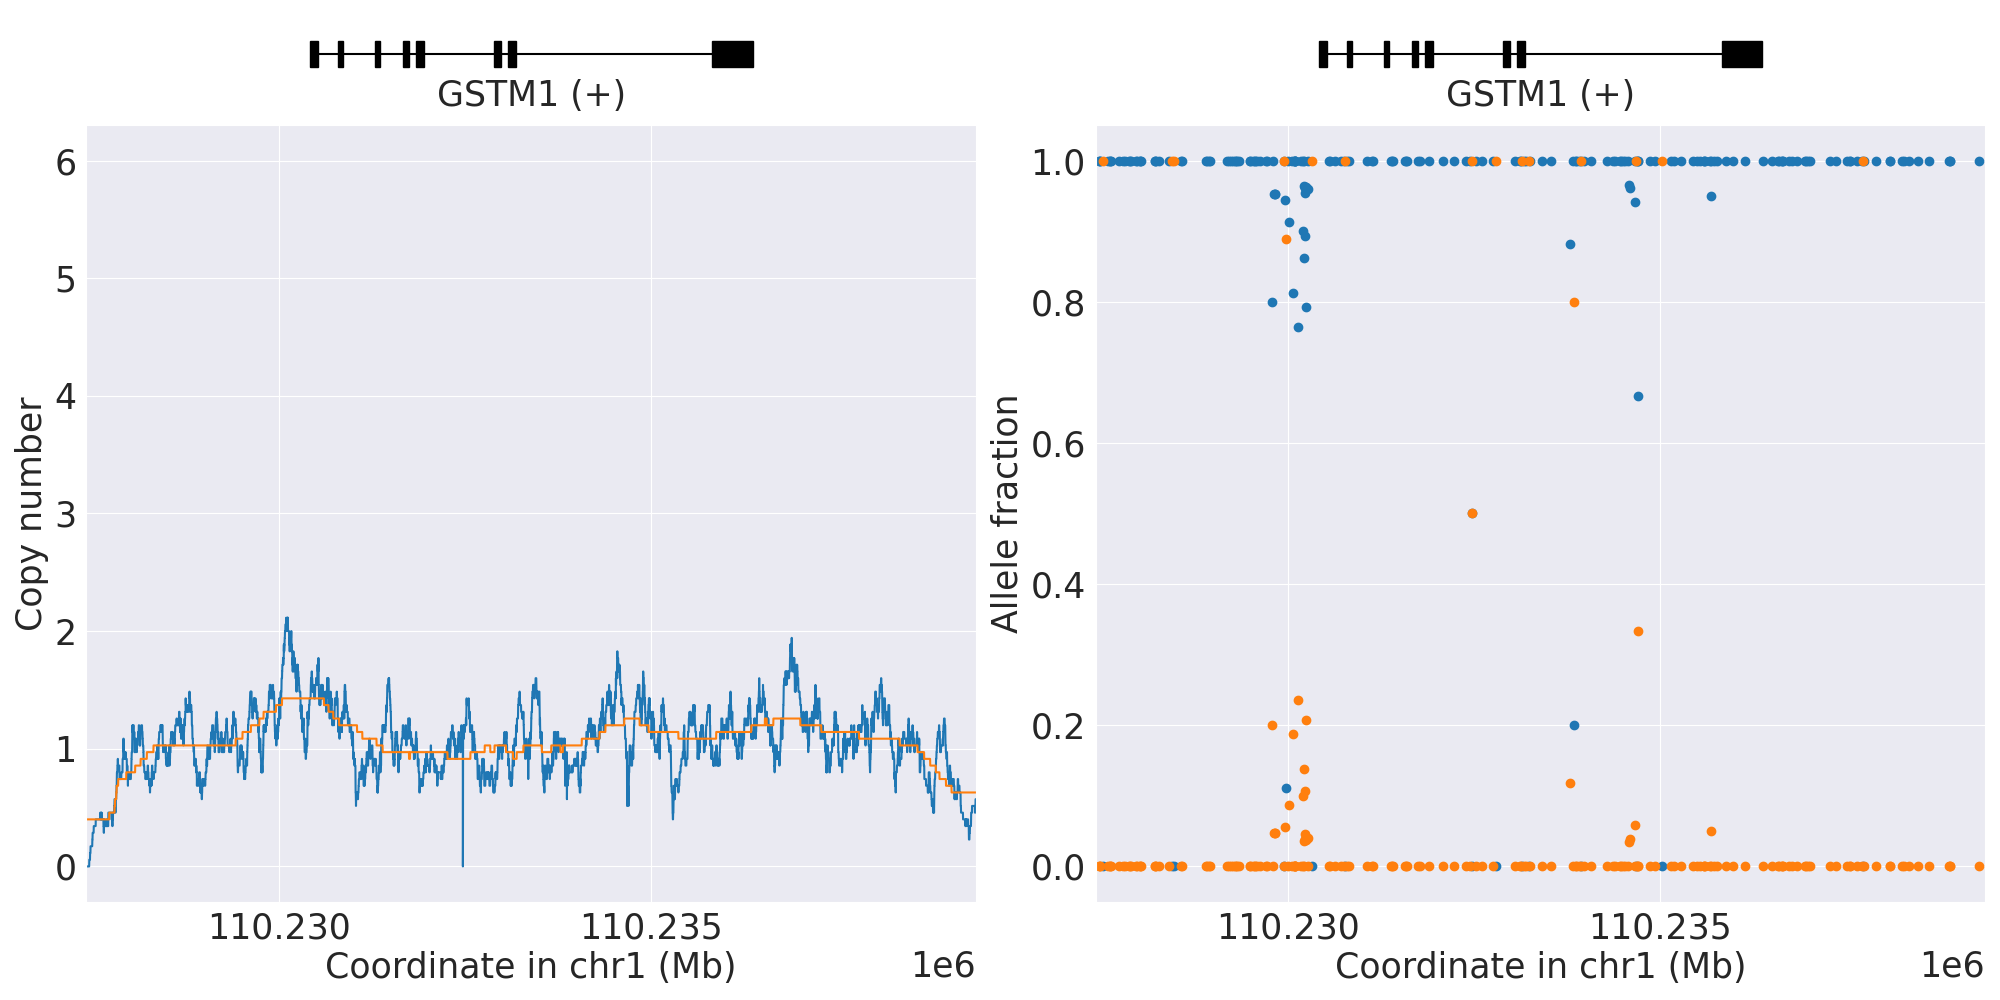 GSTM1 (+)
6
5
4
3
2
1
0
Copy number
110.230
110.235
Coordinate in chr1 (Mb)
1e6
GSTM1 (+)
1.0
0.8
0.6
0.4
0.2
0.0
Allele fraction
110.230
110.235
Coordinate in chr1 (Mb)
1e6